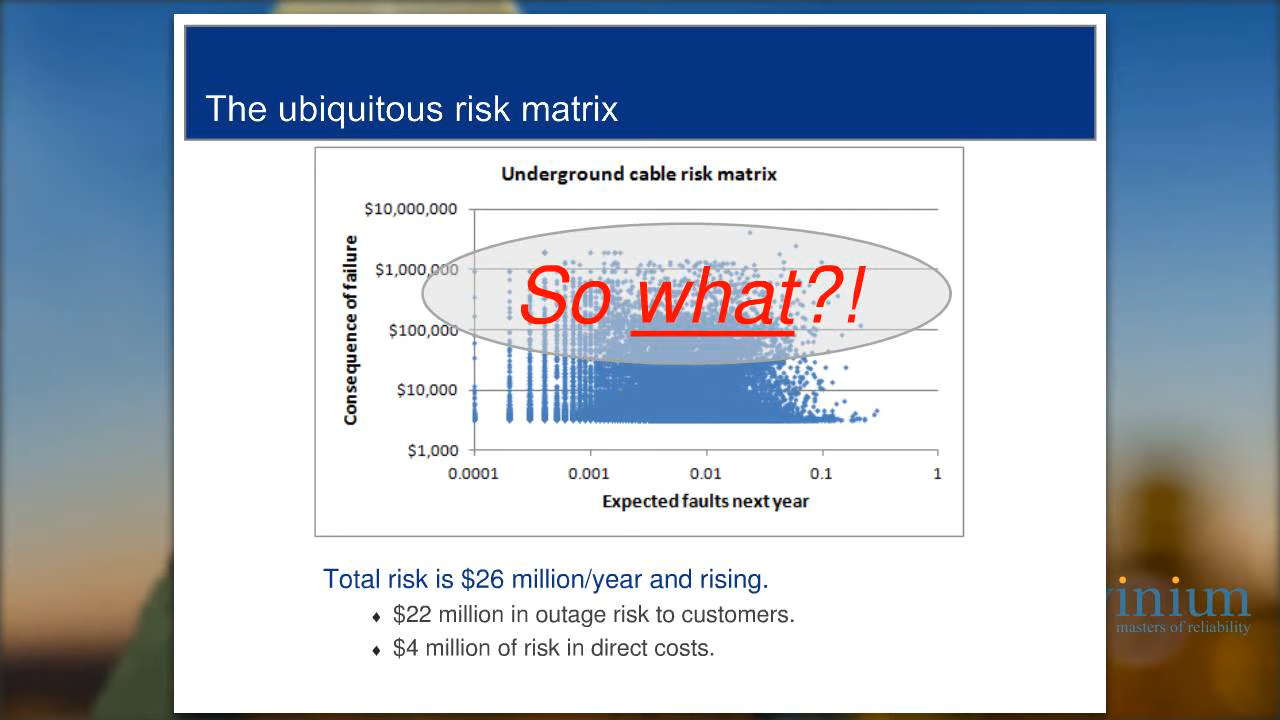 The ubiquitous risk matrix
Underground cable risk matrix
$10,000,000
$1,000,000
$100,000
$10,000
$1,000
Consequence of failure
So what?!
0.0001 0.001 0.01 0.1 1
Expected faults next year
Total risk is $26 million/year and rising.
♦ $22 million in outage risk to customers.
♦ $4 million of risk in direct costs.
inium
masters of reliability